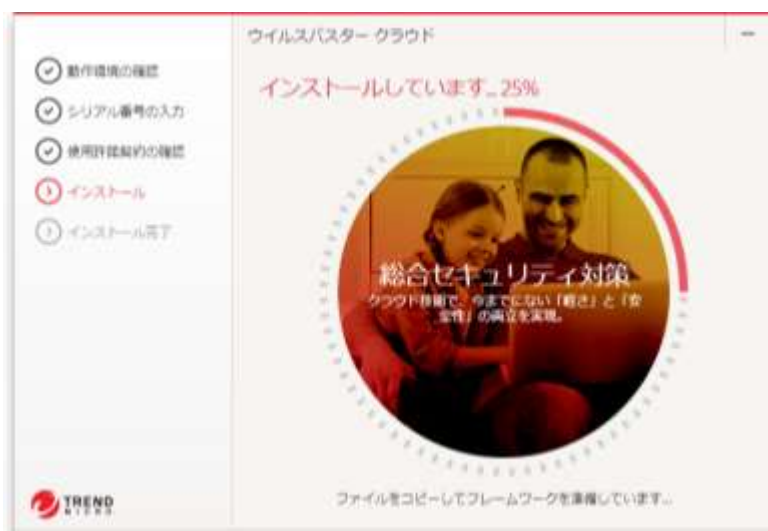 ウイルスバスター クラウド
動作環境の確認
シリアル番号の入力
使用許諾契約の確認
インストール
インストール完了
インストールしています... 25%
総合セキュリティ対策
クラウド技術で、今までにない「軽さ」と「安
全性」の両立を実現。
ファイルをコピーしてフレームワークを準備しています...
TREND
MICRO